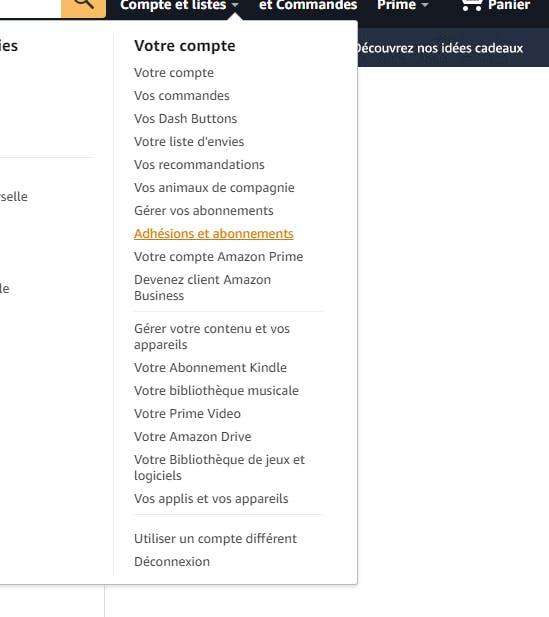 Compte et listes
et Commandes
Prime
Panier
Découvrez nos idées cadeaux
ies
selle
le
Votre compte
Votre compte
Vos commandes
Vos Dash Buttons
Votre liste d'envies
Vos recommandations
Vos animaux de compagnie
Gérer vos abonnements
Adhésions et abonnements
Votre compte Amazon Prime
Devenez client Amazon
Business
Gérer votre contenu et vos
appareils
Votre Abonnement Kindle
Votre bibliothèque musicale
Votre Prime Video
Votre Amazon Drive
Votre Bibliothèque de jeux et
logiciels
Vos applis et vos appareils
Utiliser un compte différent
Déconnexion